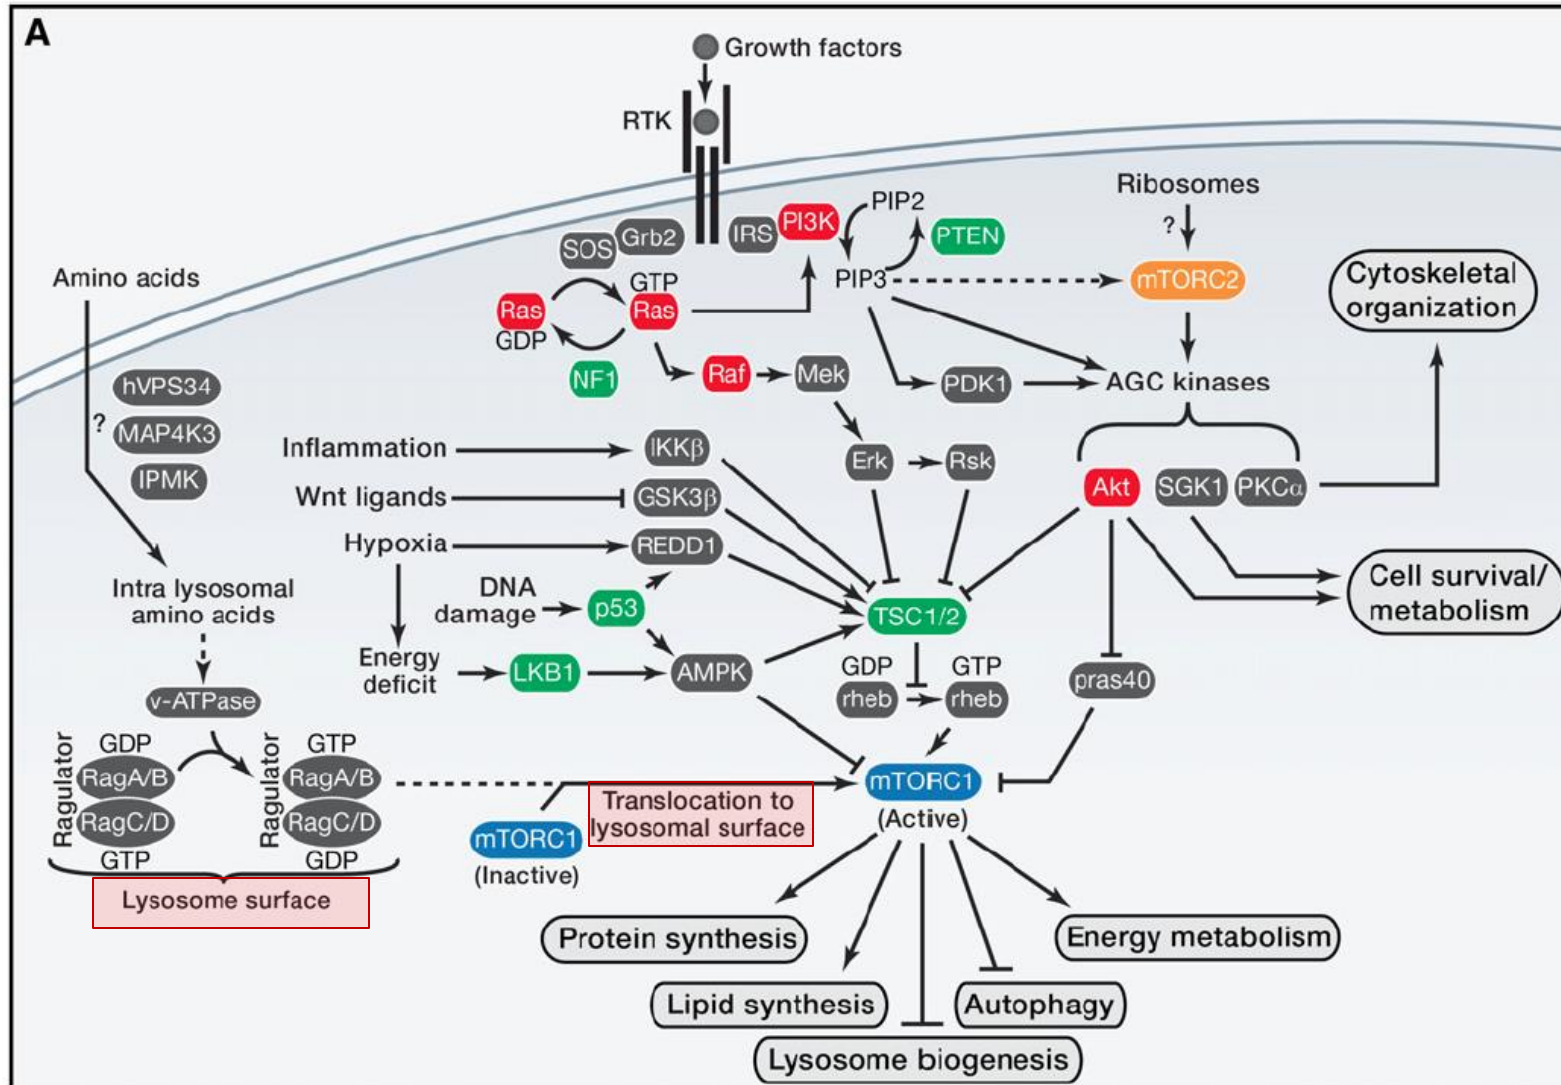 A
Growth factors
RTK
Ribosomes
?
PIP2
PI3K
IRS
PTEN
Grb2
SOS
PIP3
mTORC2
Cytoskeletal
organization
Amino acids
GTP
Ras
Ras
GDP
NF1
Raf
Mek
PDK1
AGC kinases
hVPS34
?
MAP4K3
IPMK
Inflammation
IKKβ
Erk
Rsk
Akt
SGK1
PKCα
Wnt ligands
GSK3β
Hypoxia
REDD1
Intra lysosomal
amino acids
DNA
damage
p53
TSC1/2
Cell survival/
metabolism
Energy
deficit
LKB1
AMPK
GDP
rheb
GTP
rheb
pras40
v-ATPase
Ragulator
GDP
RagA/B
RagC/D
GTP
Ragulator
GTP
RagA/B
RagC/D
GDP
Lysosome surface
Translocation to
lysosomal surface
mTORC1
(Inactive)
mTORC1
(Active)
Protein synthesis
Energy metabolism
Lipid synthesis
Autophagy
Lysosome biogenesis